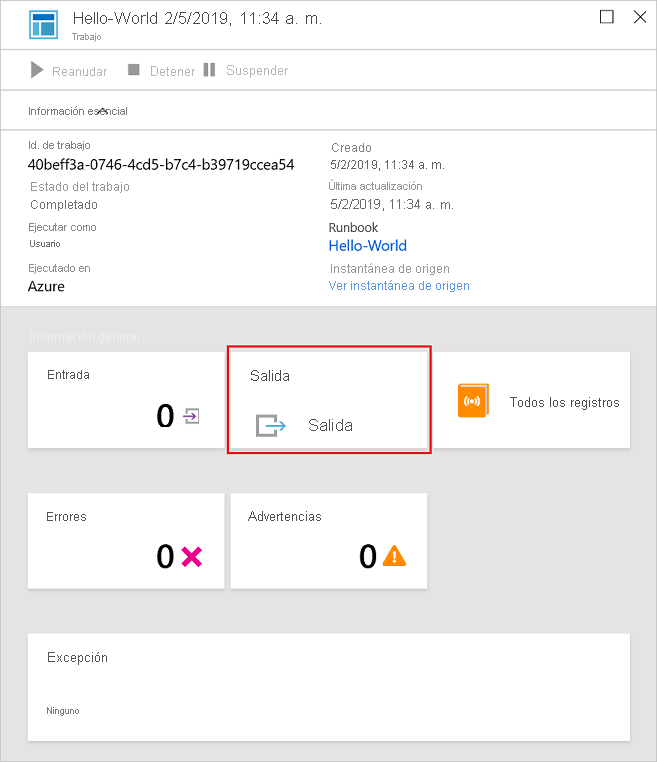 Hello-World 2/5/2019, 11:34 a. m.
Trabajo
Reanudar Detener Suspender
Información esencial
Id. de trabajo
40beff3a-0746-4cd5-b7c4-b39719ccea54
Estado del trabajo
Completado
Ejecutar como
Usuario
Ejecutado en
Azure
Creado
5/2/2019, 11:34 a. m.
Última actualización
5/2/2019, 11:34 a. m.
Runbook
Hello-World
Instantánea de origen
Ver instantánea de origen
Información general
Entrada
0
Salida
Salida
Todos los registros
Errores
0
Advertencias
0
Excepción
Ninguno